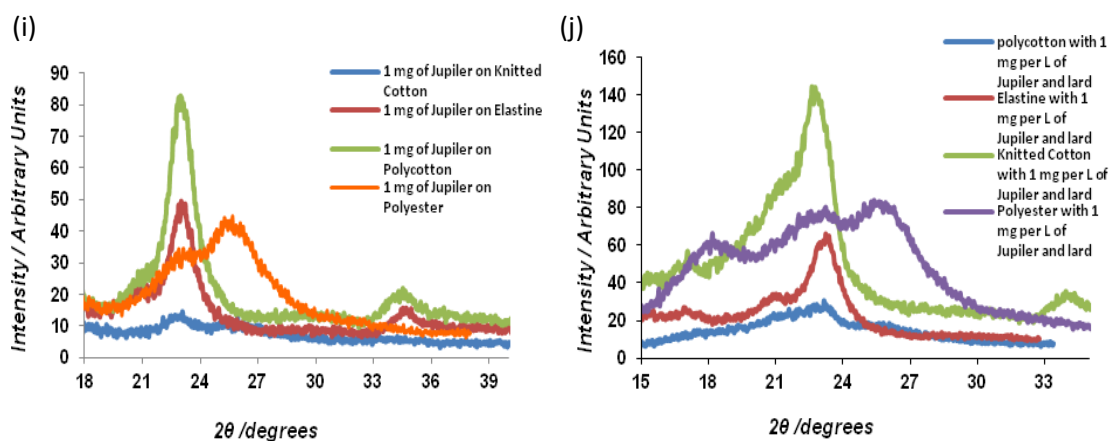 (i)
(j)
Intensity / Arbitrary Units
90
80
70
60
50
40
30
20
10
0
18 21 24 27 30 33 36 39
2θ /degrees
1 mg of Jupiler on Knitted
Cotton
1 mg of Jupiler on Elastine
1 mg of Jupiler on
Polycotton
1 mg of Jupiler on
Polyester
Intensity / Arbitrary Units
160
140
120
100
80
60
40
20
0
15 18 21 24 27 30 33
2θ /degrees
polycotton with 1
mg per L of
Jupiler and lard
Elastine with 1
mg per L of
Jupiler and lard
Knitted Cotton
with 1 mg per L of
Jupiler and lard
Polyester with 1
mg per L of
Jupiler and lard